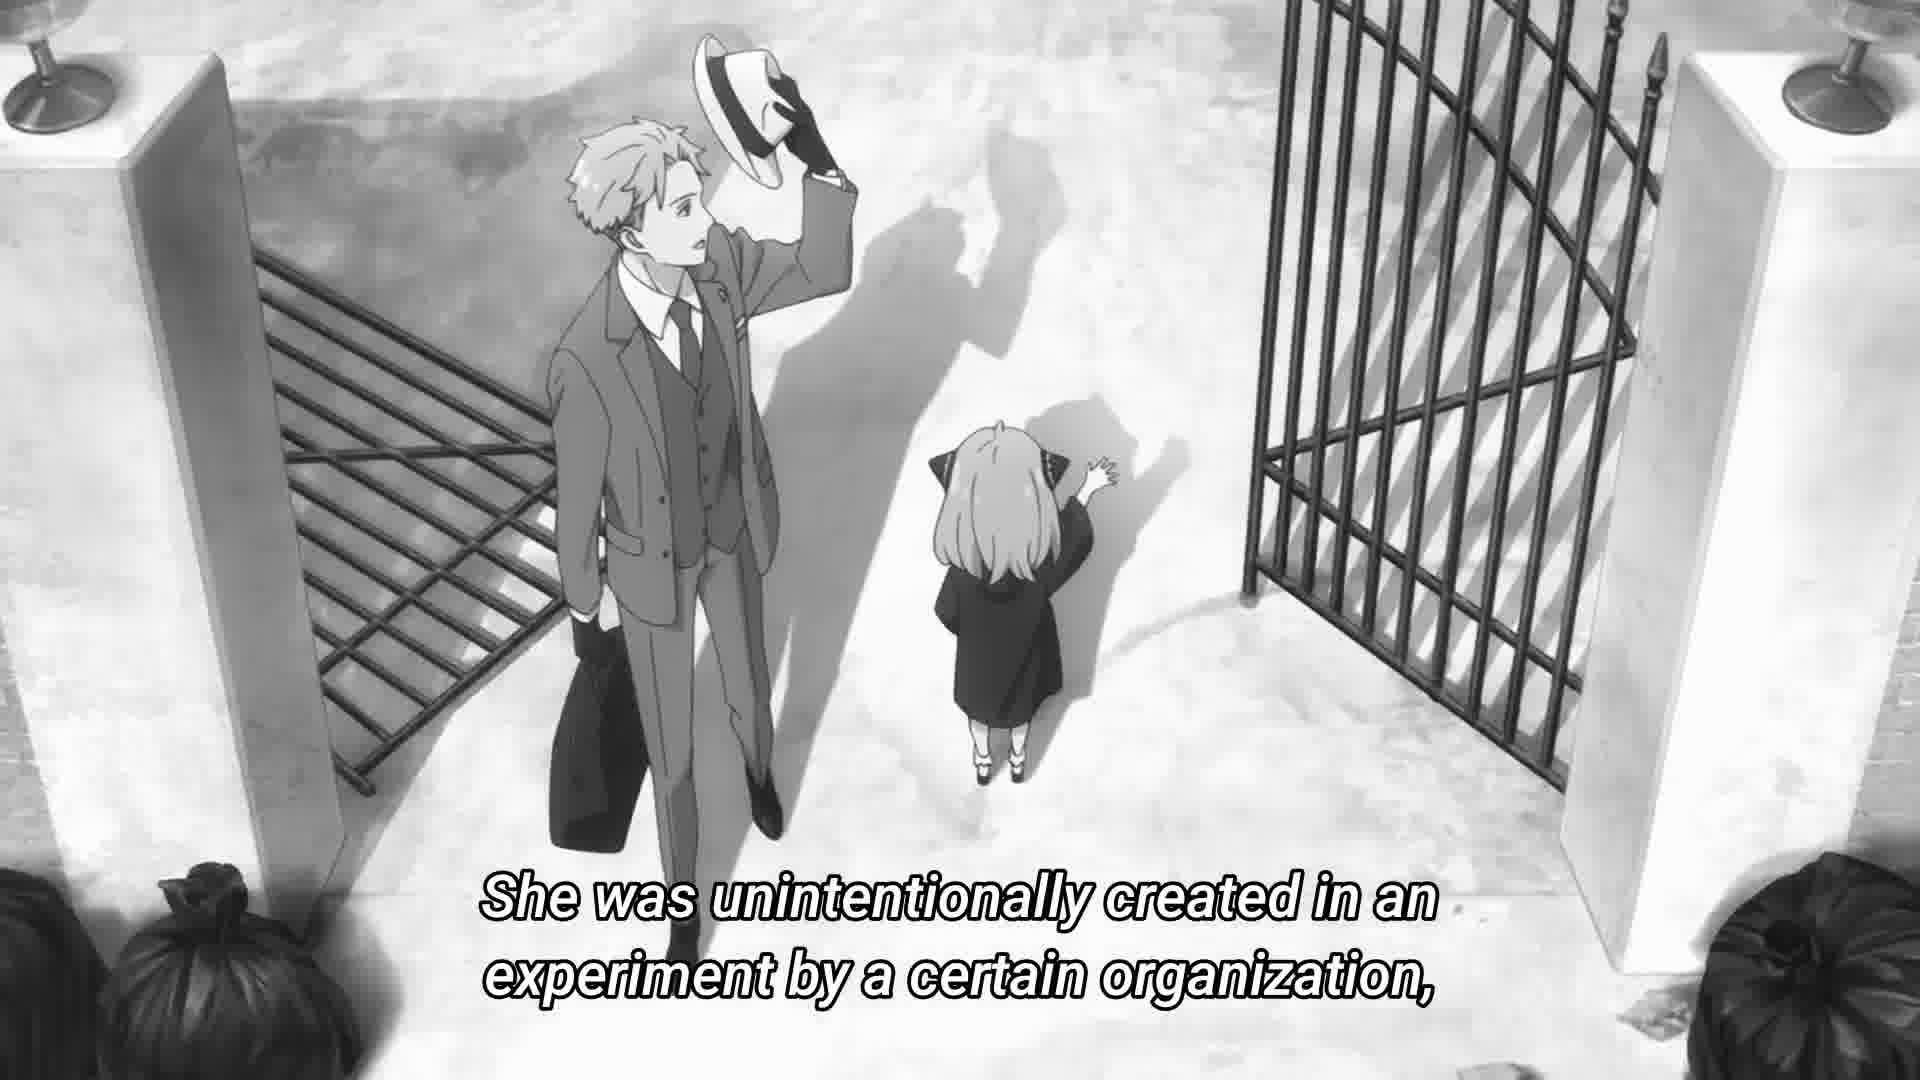 She was unintentionally created in an
experiment by a certain organization,